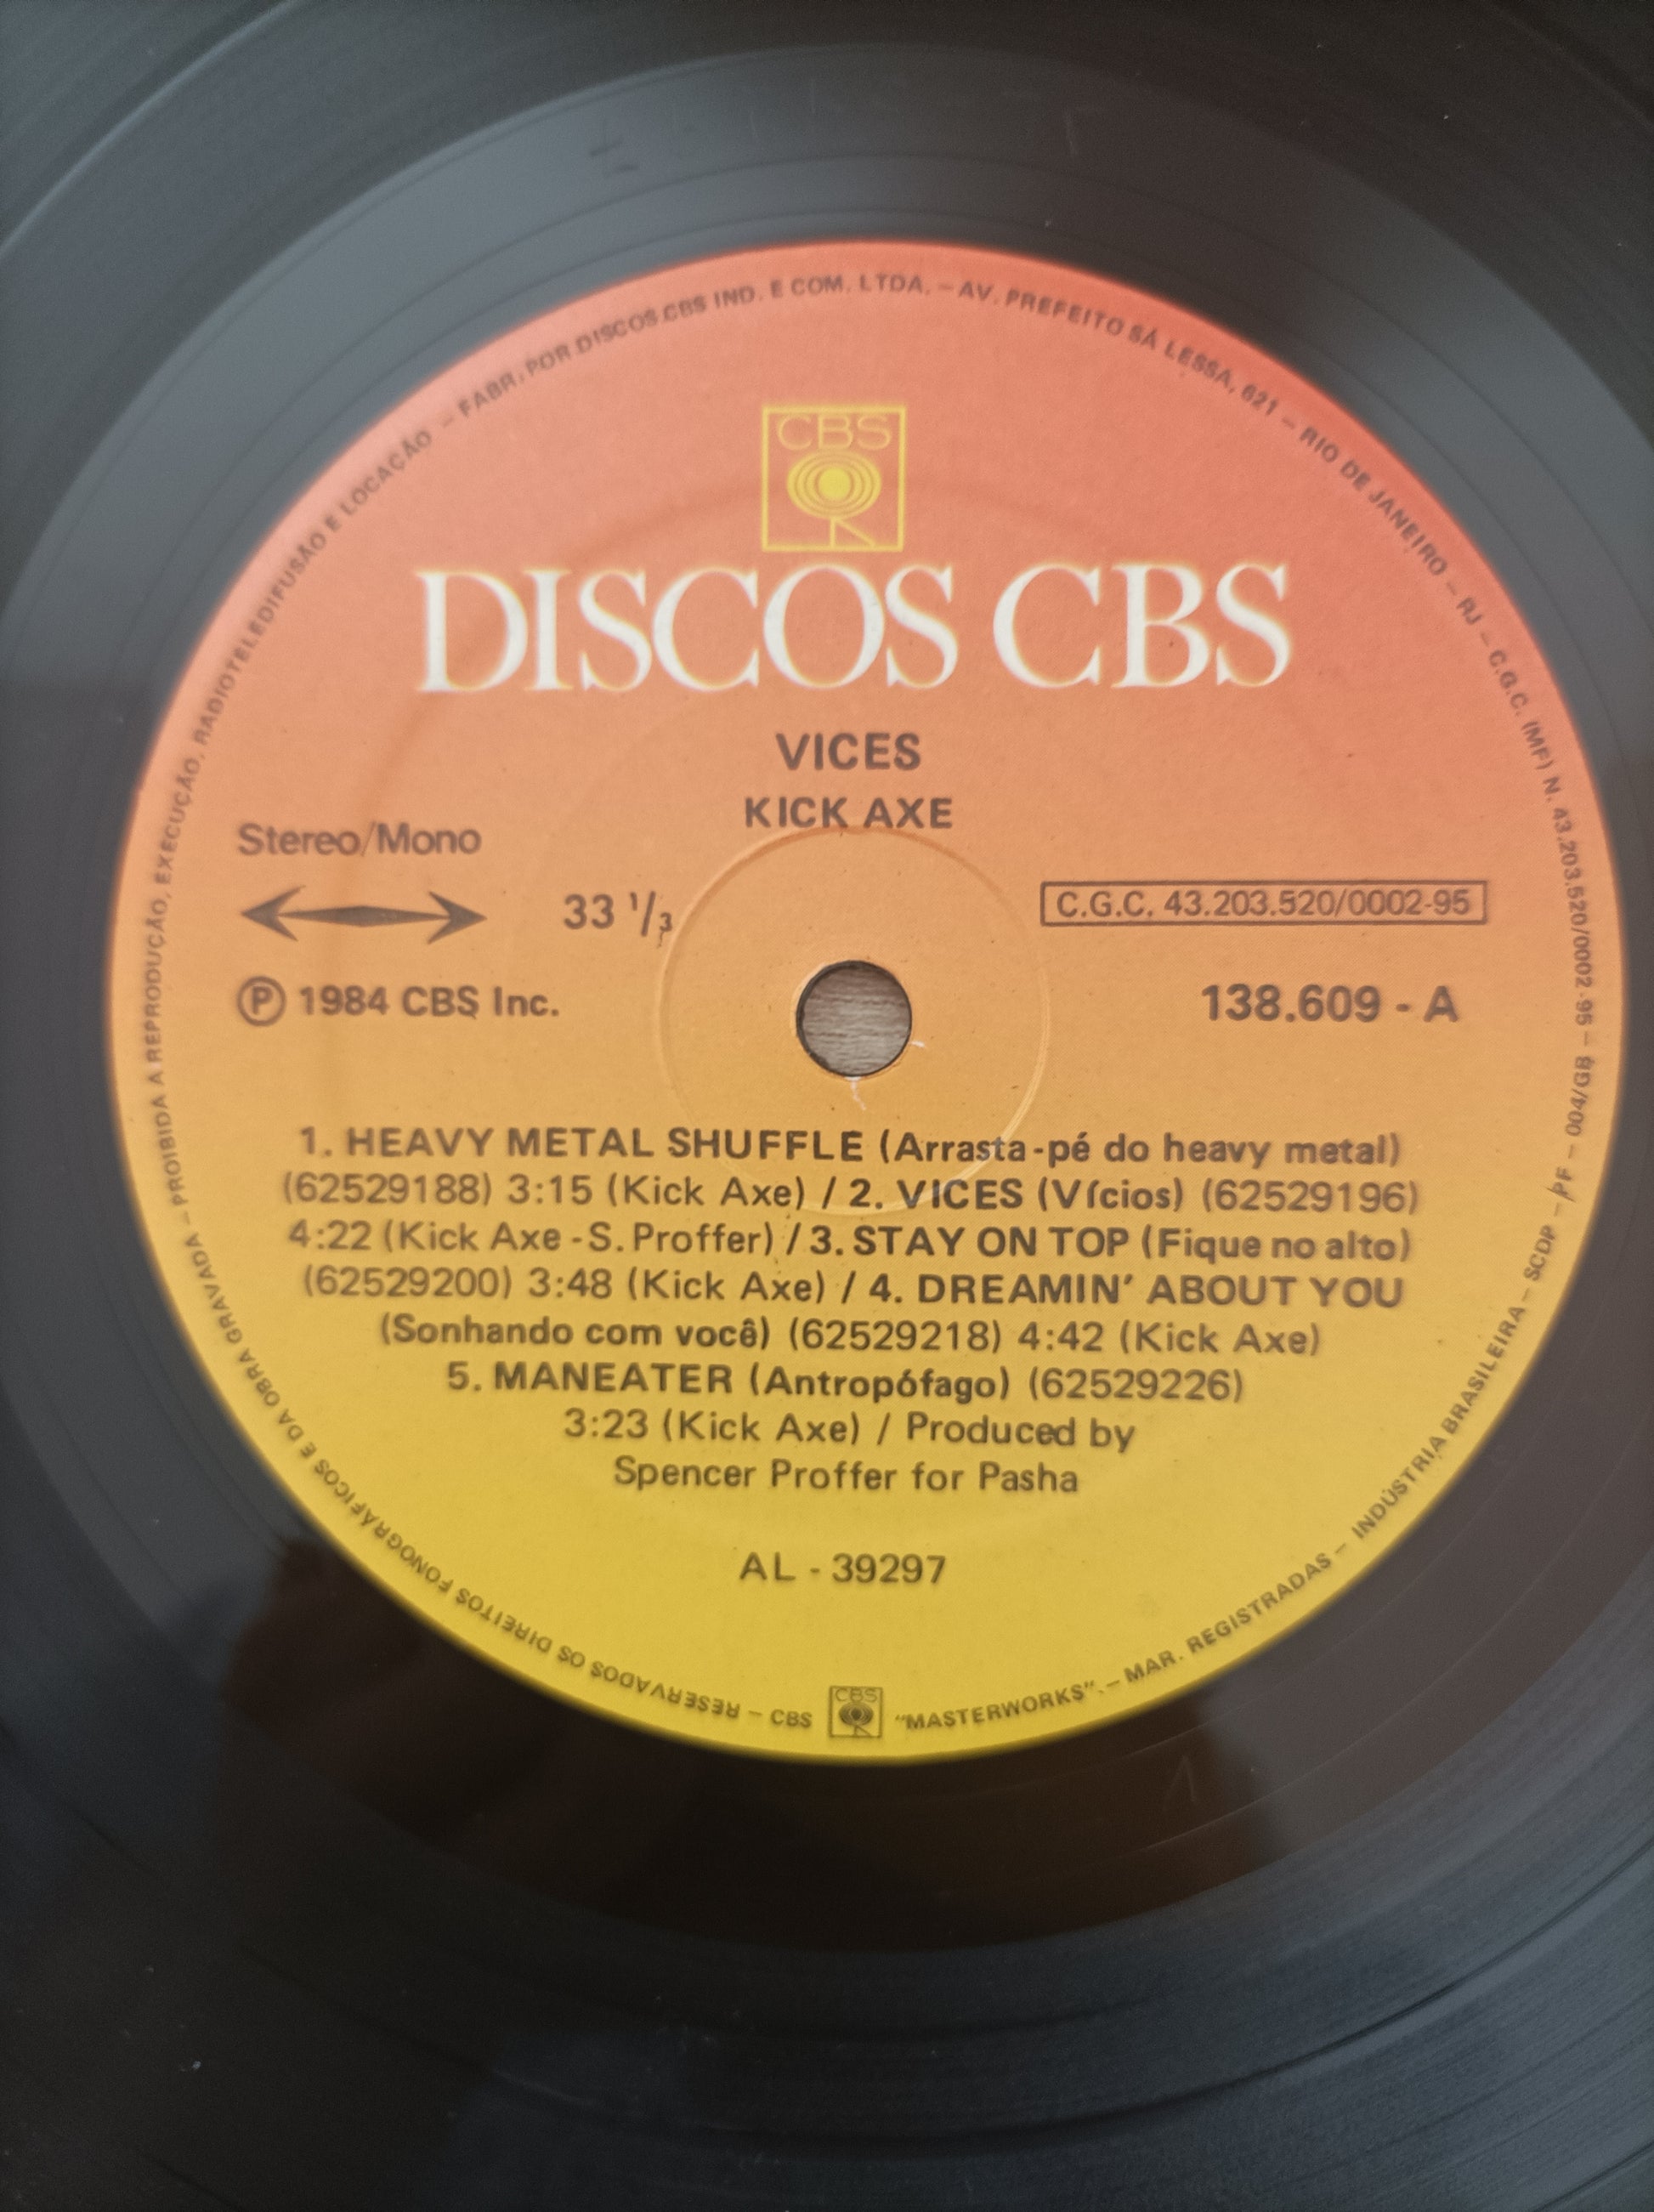 CBS
DISCOS CBS
VICES
KICK AXE
Stereo/Mono
33 1/3
C.G.C. 43.203.520/0002-95
Ⓟ 1984 CBS Inc.
138.609 - A
1. HEAVY METAL SHUFFLE (Arrasta-pé do heavy metal)
(62529188) 3:15 (Kick Axe) / 2. VICES (Vícios) (62529196)
4:22 (Kick Axe - S. Proffer) / 3. STAY ON TOP (Fique no alto)
(62529200) 3:48 (Kick Axe) / 4. DREAMIN' ABOUT YOU
(Sonhando com você) (62529218) 4:42 (Kick Axe)
5. MANEATER (Antropófago) (62529226)
3:23 (Kick Axe) / Produced by
Spencer Proffer for Pasha
AL - 39297
RESERVADOS OS DIREITOS FONOGRÁFICOS E DA OBRA GRAVADA – PROIBIDA A REPRODUÇÃO, EXECUÇÃO, RADIOTELEDIFUSÃO E LOCAÇÃO – FABR. POR DISCOS CBS IND. E COM. LTDA. – AV. PREFEITO SÁ LESSA, 621 – RIO DE JANEIRO – RJ – C.G.C. (MF) N. 43.203.520/0002-95 – 004/GB – SCDP – PF – INDÚSTRIA BRASILEIRA
– CBS CBS "MASTERWORKS". – MAR. REGISTRADAS –